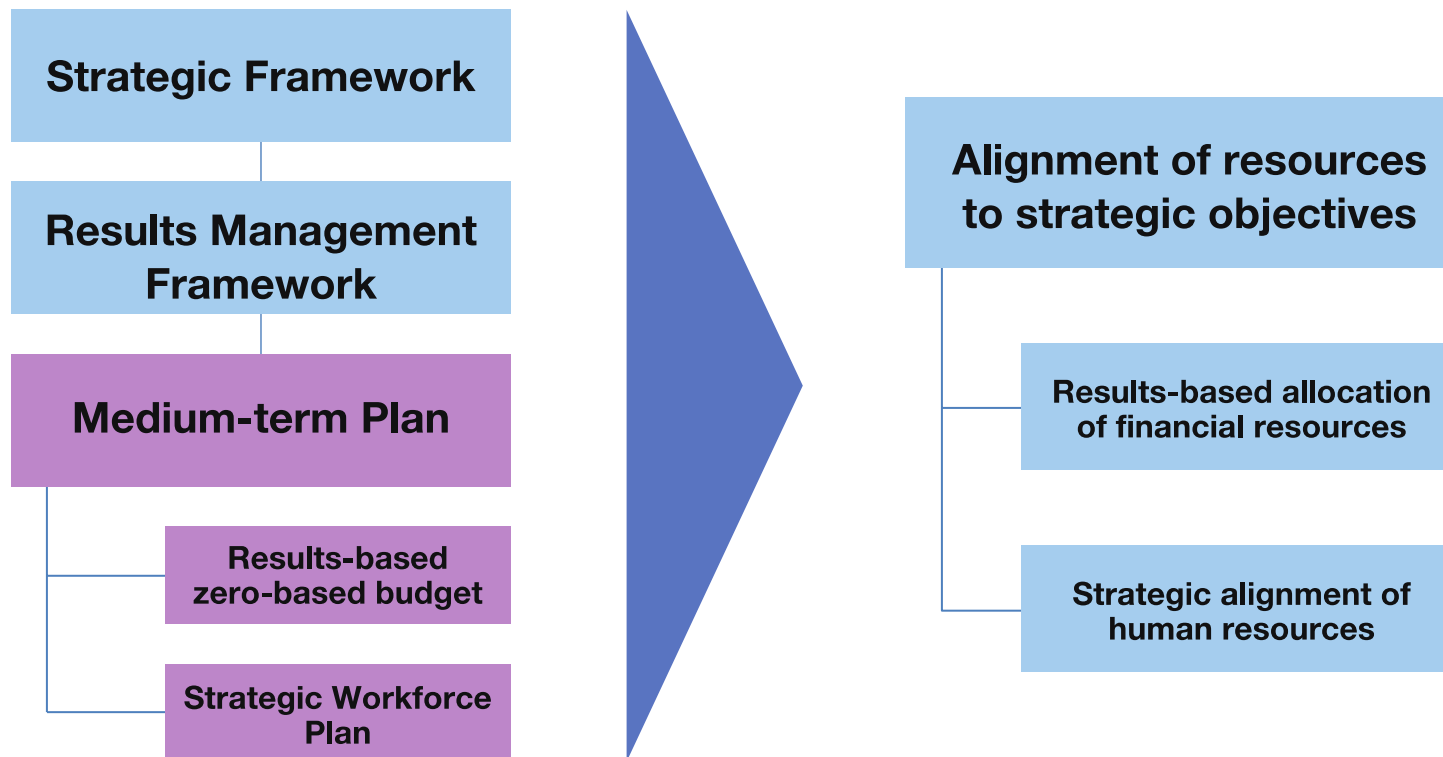 Strategic Framework
Results Management
Framework
Medium-term Plan
Results-based
zero-based budget
Strategic Workforce
Plan
Alignment of resources
to strategic objectives
Results-based allocation
of financial resources
Strategic alignment of
human resources